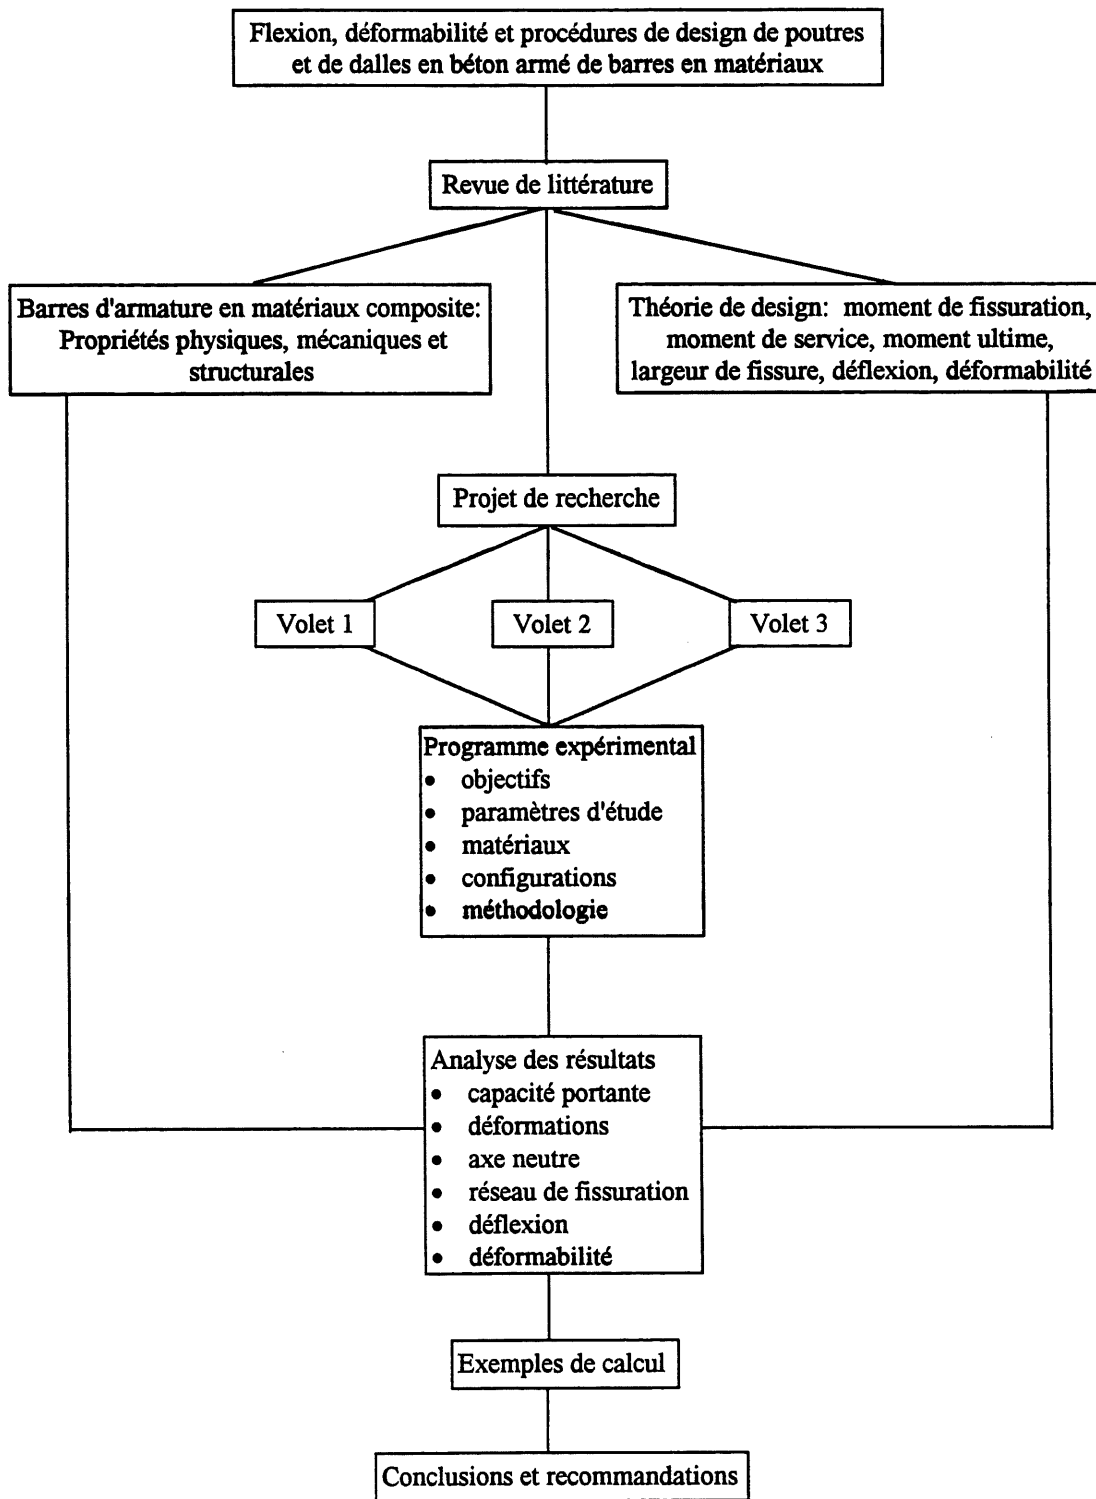 Flexion, déformabilité et procédures de design de poutres
et de dalles en béton armé de barres en matériaux
Revue de littérature
Barres d'armature en matériaux composite:
Propriétés physiques, mécaniques et
structurales
Théorie de design: moment de fissuration,
moment de service, moment ultime,
largeur de fissure, déflexion, déformabilité
Projet de recherche
Volet 1
Volet 2
Volet 3
Programme expérimental
• objectifs
• paramètres d'étude
• matériaux
• configurations
• méthodologie
Analyse des résultats
• capacité portante
• déformations
• axe neutre
• réseau de fissuration
• déflexion
• déformabilité
Exemples de calcul
Conclusions et recommandations